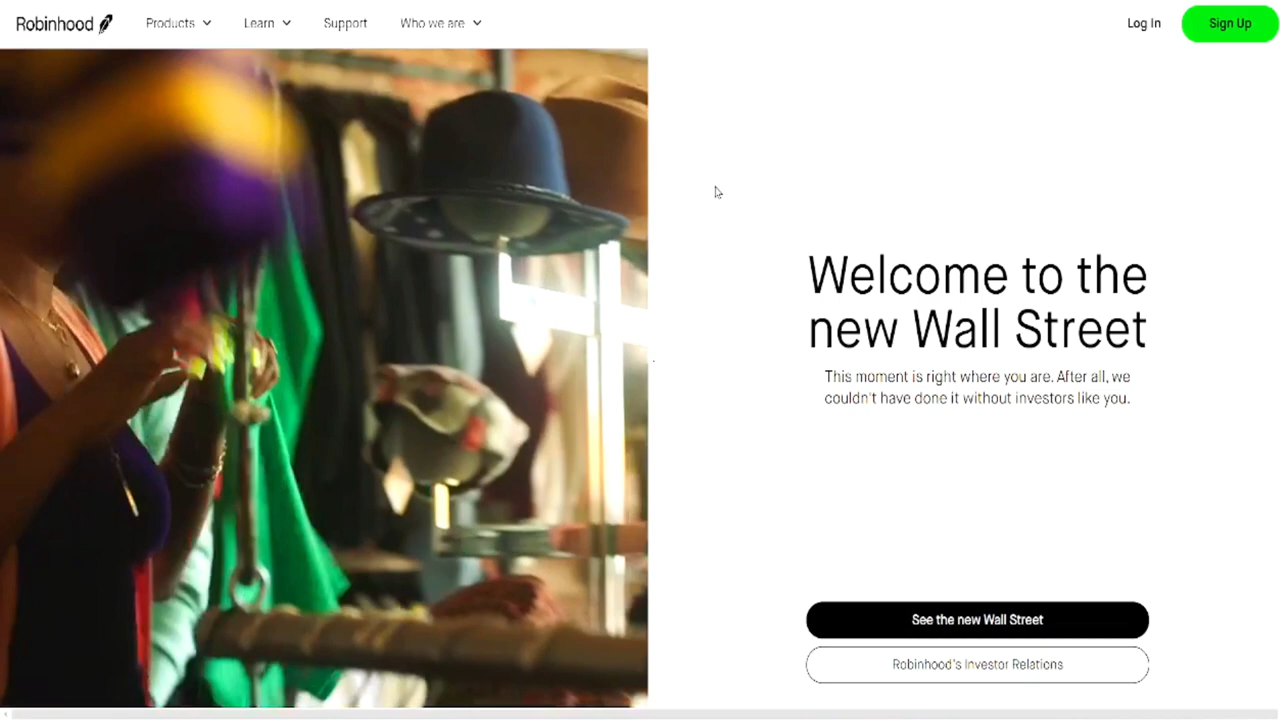 Robinhood
Products
Learn
Support
Who we are
Log In
Sign Up
Welcome to the
new Wall Street
This moment is right where you are. After all, we
couldn't have done it without investors like you.
See the new Wall Street
Robinhood's Investor Relations